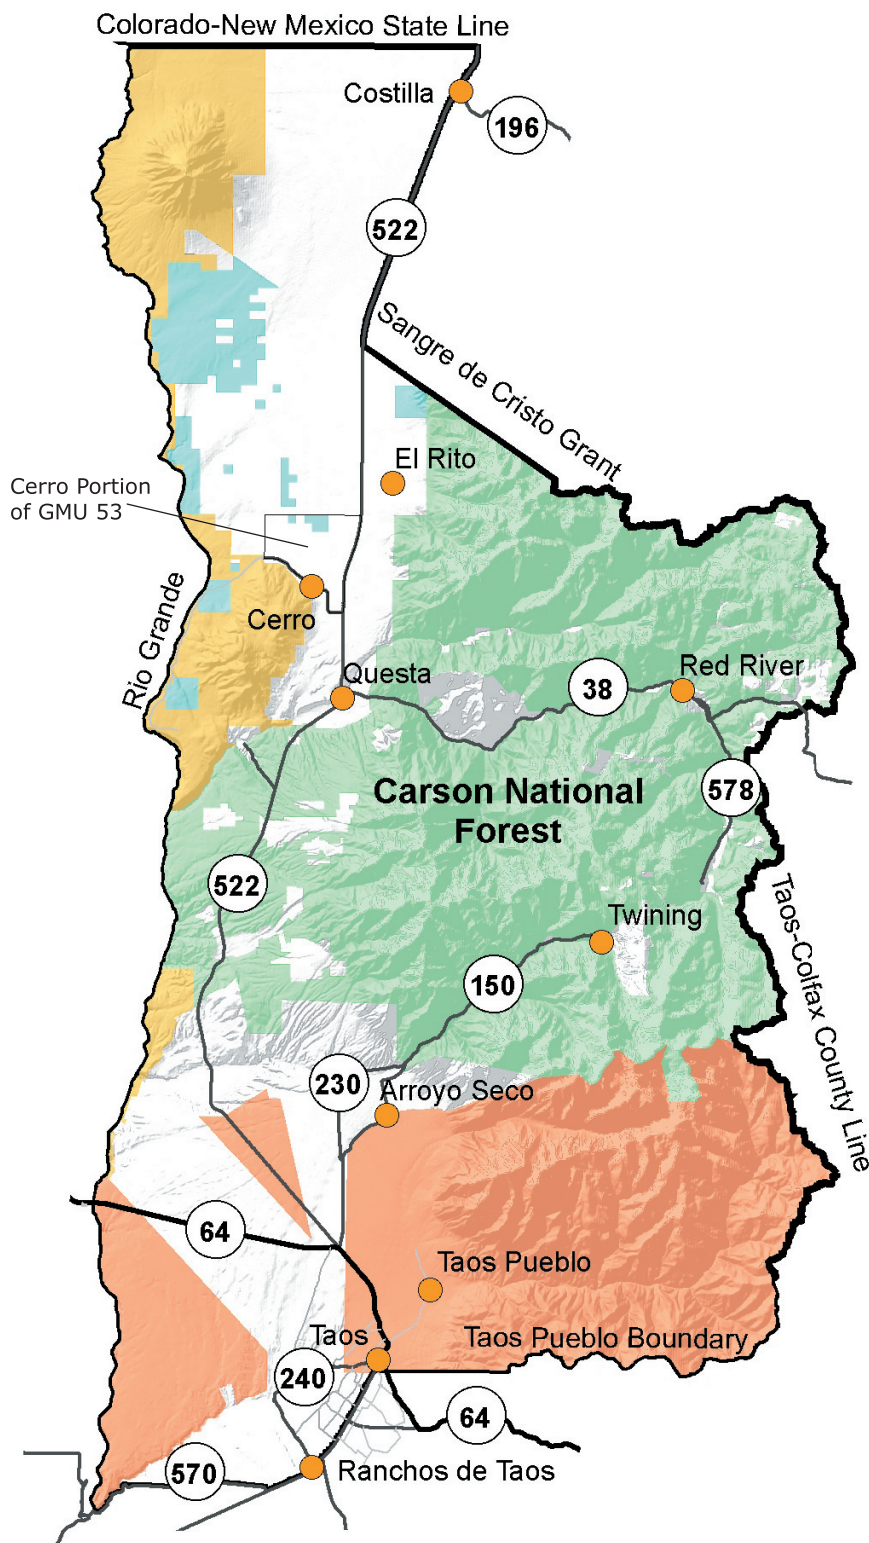 Colorado-New Mexico State Line
Costilla
196
522
Sangre de Cristo Grant
El Rito
Cerro Portion
of GMU 53
Cerro
Rio Grande
Questa
38
Red River
Carson National
Forest
578
522
Twining
150
Taos-Colfax County Line
230
Arroyo Seco
64
Taos Pueblo
Taos
Taos Pueblo Boundary
240
64
570
Ranchos de Taos